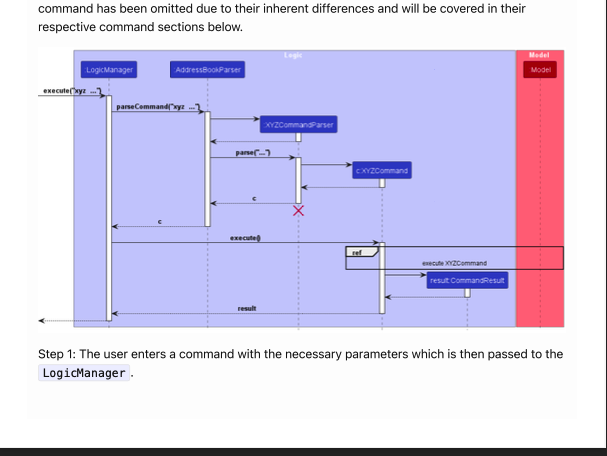 command has been omitted due to their inherent differences and will be covered in their
respective command sections below.
Logic
Model
:LogicManager
:AddressBookParser
:Model
execute("xyz ...")
parseCommand("xyz ...")
:XYZCommandParser
parse("...")
c:XYZCommand
c
c
execute()
ref
execute XYZCommand
result:CommandResult
result
Step 1: The user enters a command with the necessary parameters which is then passed to the
LogicManager .